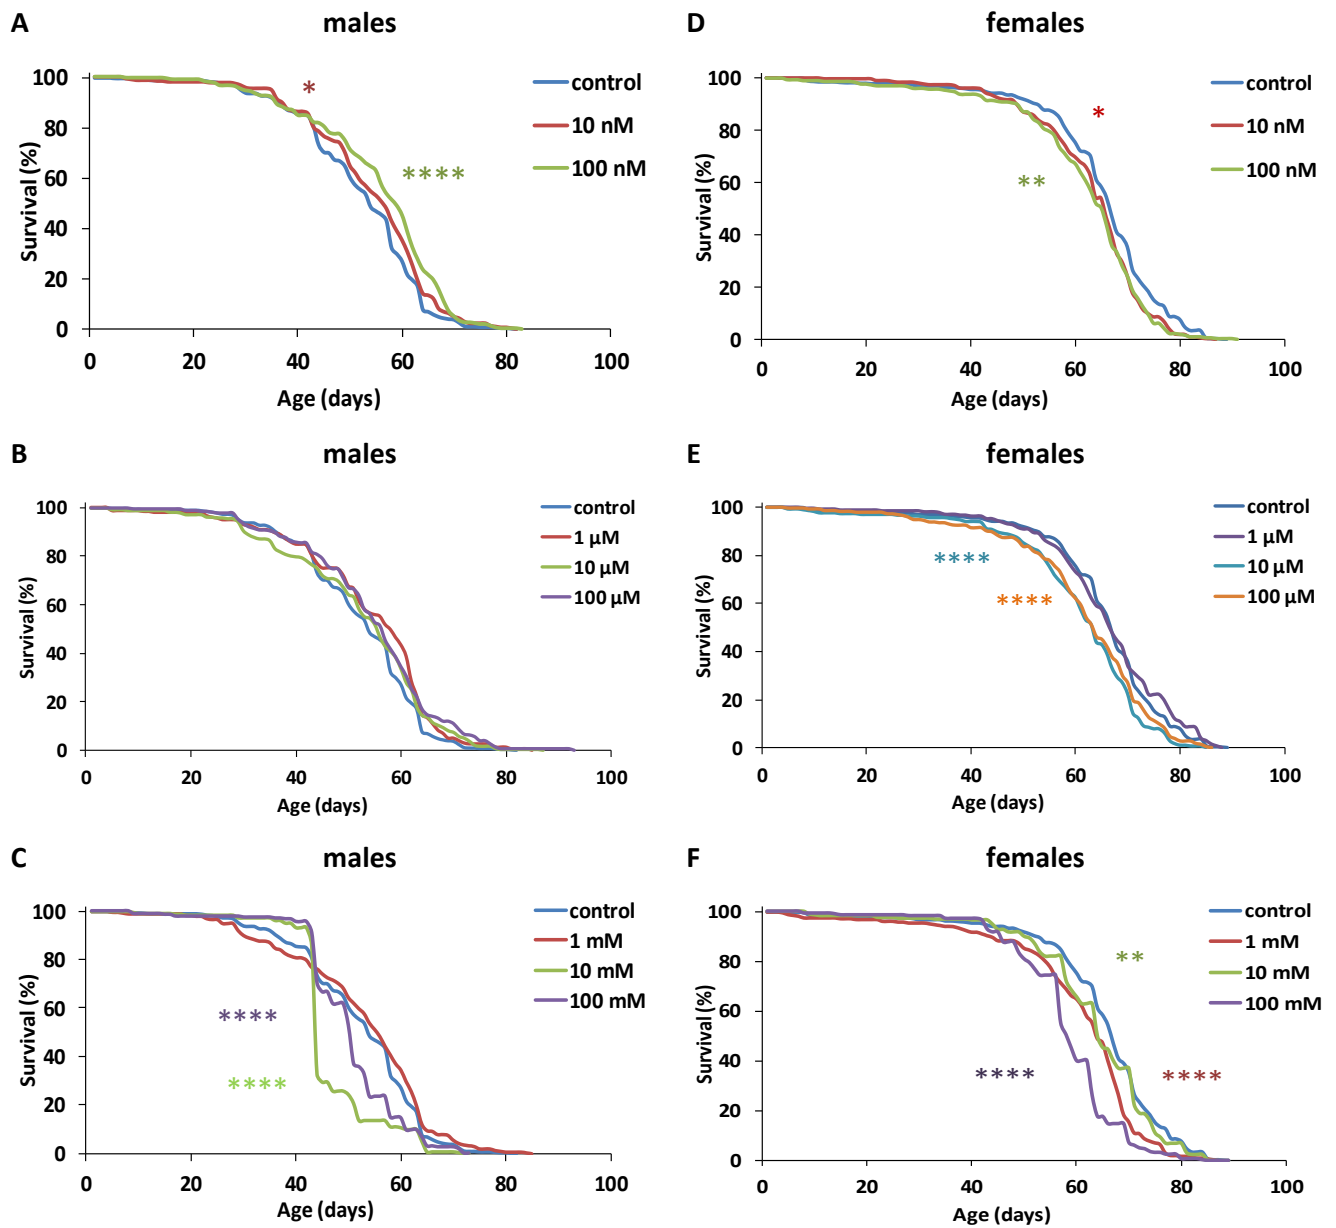 A
males
100
80
60
40
20
0
Survival (%)
0 20 40 60 80 100
Age (days)
*
****
control
10 nM
100 nM
D
females
100
80
60
40
20
0
Survival (%)
0 20 40 60 80 100
Age (days)
*
**
control
10 nM
100 nM
B
males
100
80
60
40
20
0
Survival (%)
0 20 40 60 80 100
Age (days)
control
1 µM
10 µM
100 µM
E
females
100
80
60
40
20
0
Survival (%)
0 20 40 60 80 100
Age (days)
****
****
control
1 µM
10 µM
100 µM
C
males
100
80
60
40
20
0
Survival (%)
0 20 40 60 80 100
Age (days)
****
****
control
1 mM
10 mM
100 mM
F
females
100
80
60
40
20
0
Survival (%)
0 20 40 60 80 100
Age (days)
**
****
****
control
1 mM
10 mM
100 mM